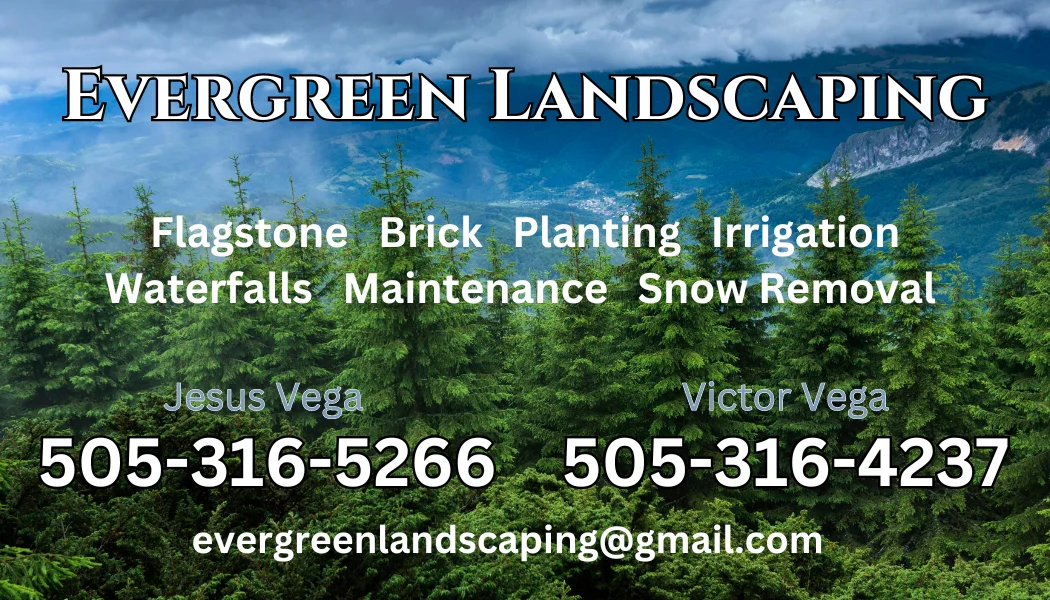 Evergreen Landscaping
Flagstone Brick Planting Irrigation
Waterfalls Maintenance Snow Removal
Jesus Vega Victor Vega
505-316-5266 505-316-4237
evergreenlandscaping@gmail.com